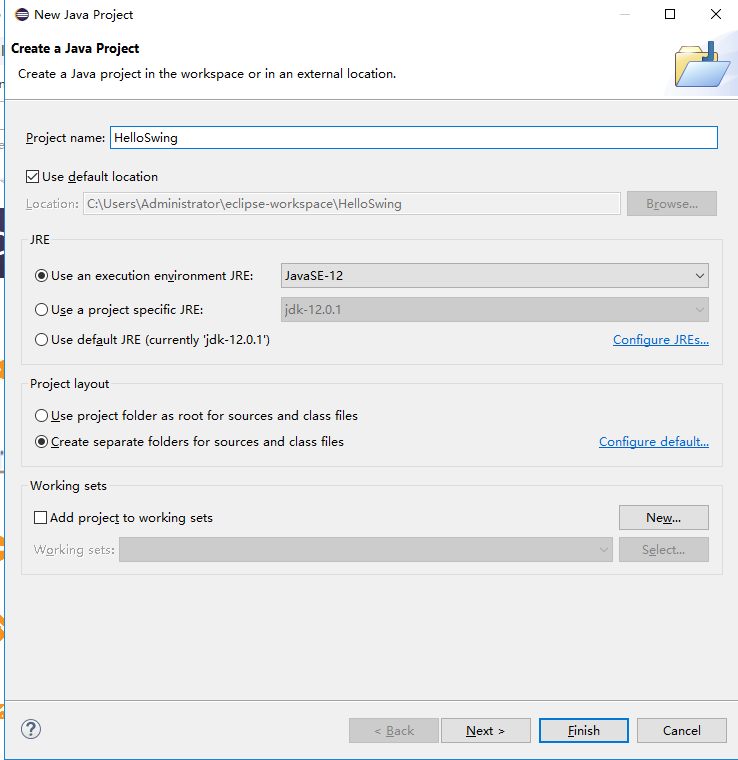 New Java Project
Create a Java Project
Create a Java project in the workspace or in an external location.
Project name: HelloSwing
Use default location
Location: C:\Users\Administrator\eclipse-workspace\HelloSwing Browse...
JRE
Use an execution environment JRE: JavaSE-12
Use a project specific JRE: jdk-12.0.1
Use default JRE (currently 'jdk-12.0.1') Configure JREs...
Project layout
Use project folder as root for sources and class files
Create separate folders for sources and class files Configure default...
Working sets
Add project to working sets New...
Working sets: Select...
? < Back Next > Finish Cancel